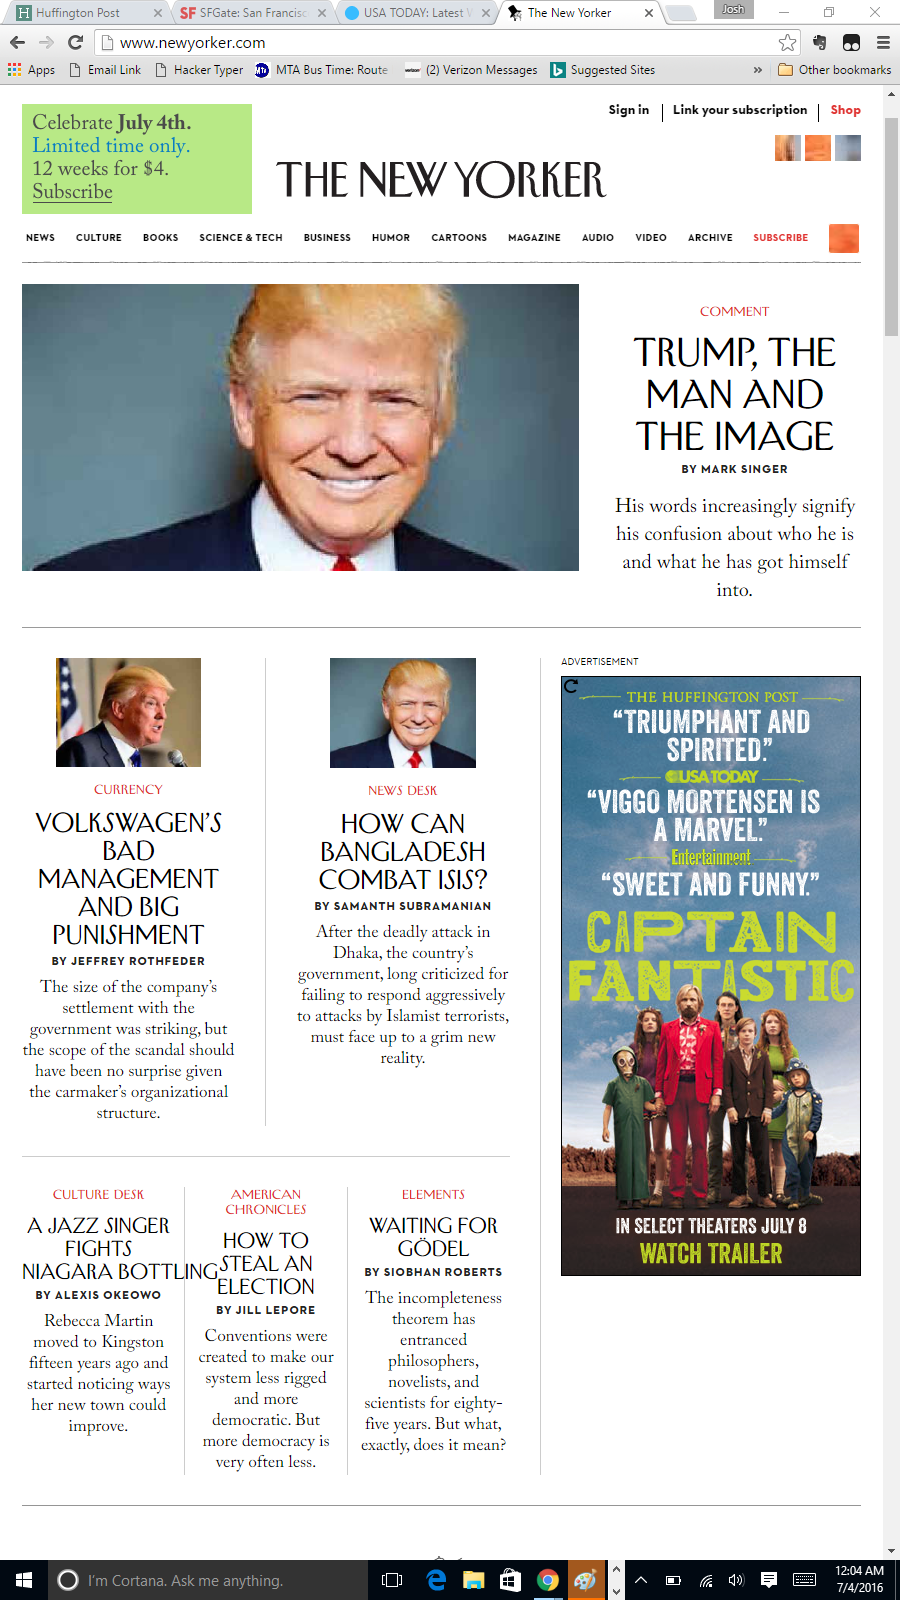 Huffington Post
SFGate: San Francisc
USA TODAY: Latest
The New Yorker
Josh
www.newyorker.com
Apps
Email Link
Hacker Typer
MTA Bus Time: Route
(2) Verizon Messages
Suggested Sites
»
Other bookmarks
Celebrate July 4th.
Limited time only.
12 weeks for $4.
Subscribe
Sign in
Link your subscription
Shop
THE NEW YORKER
NEWS CULTURE BOOKS SCIENCE & TECH BUSINESS HUMOR CARTOONS MAGAZINE AUDIO VIDEO ARCHIVE SUBSCRIBE
COMMENT
TRUMP, THE
MAN AND
THE IMAGE
BY MARK SINGER
His words increasingly signify
his confusion about who he is
and what he has got himself
into.
CURRENCY
VOLKSWAGEN'S
BAD
MANAGEMENT
AND BIG
PUNISHMENT
BY JEFFREY ROTHFEDER
The size of the company's
settlement with the
government was striking, but
the scope of the scandal should
have been no surprise given
the carmaker's organizational
structure.
NEWS DESK
HOW CAN
BANGLADESH
COMBAT ISIS?
BY SAMANTH SUBRAMANIAN
After the deadly attack in
Dhaka, the country's
government, long criticized for
failing to respond aggressively
to attacks by Islamist terrorists,
must face up to a grim new
reality.
ADVERTISEMENT
THE HUFFINGTON POST
"TRIUMPHANT AND
SPIRITED."
USA TODAY
"VIGGO MORTENSEN IS
A MARVEL."
Entertainment
"SWEET AND FUNNY."
CAPTAIN
FANTASTIC
IN SELECT THEATERS JULY 8
WATCH TRAILER
CULTURE DESK
A JAZZ SINGER
FIGHTS
NIAGARA BOTTLING
BY ALEXIS OKEOWO
Rebecca Martin
moved to Kingston
fifteen years ago and
started noticing ways
her new town could
improve.
AMERICAN
CHRONICLES
HOW TO
STEAL AN
ELECTION
BY JILL LEPORE
Conventions were
created to make our
system less rigged
and more
democratic. But
more democracy is
very often less.
ELEMENTS
WAITING FOR
GÖDEL
BY SIOBHAN ROBERTS
The incompleteness
theorem has
entranced
philosophers,
novelists, and
scientists for eighty-
five years. But what,
exactly, does it mean?
I'm Cortana. Ask me anything.
12:04 AM
7/4/2016